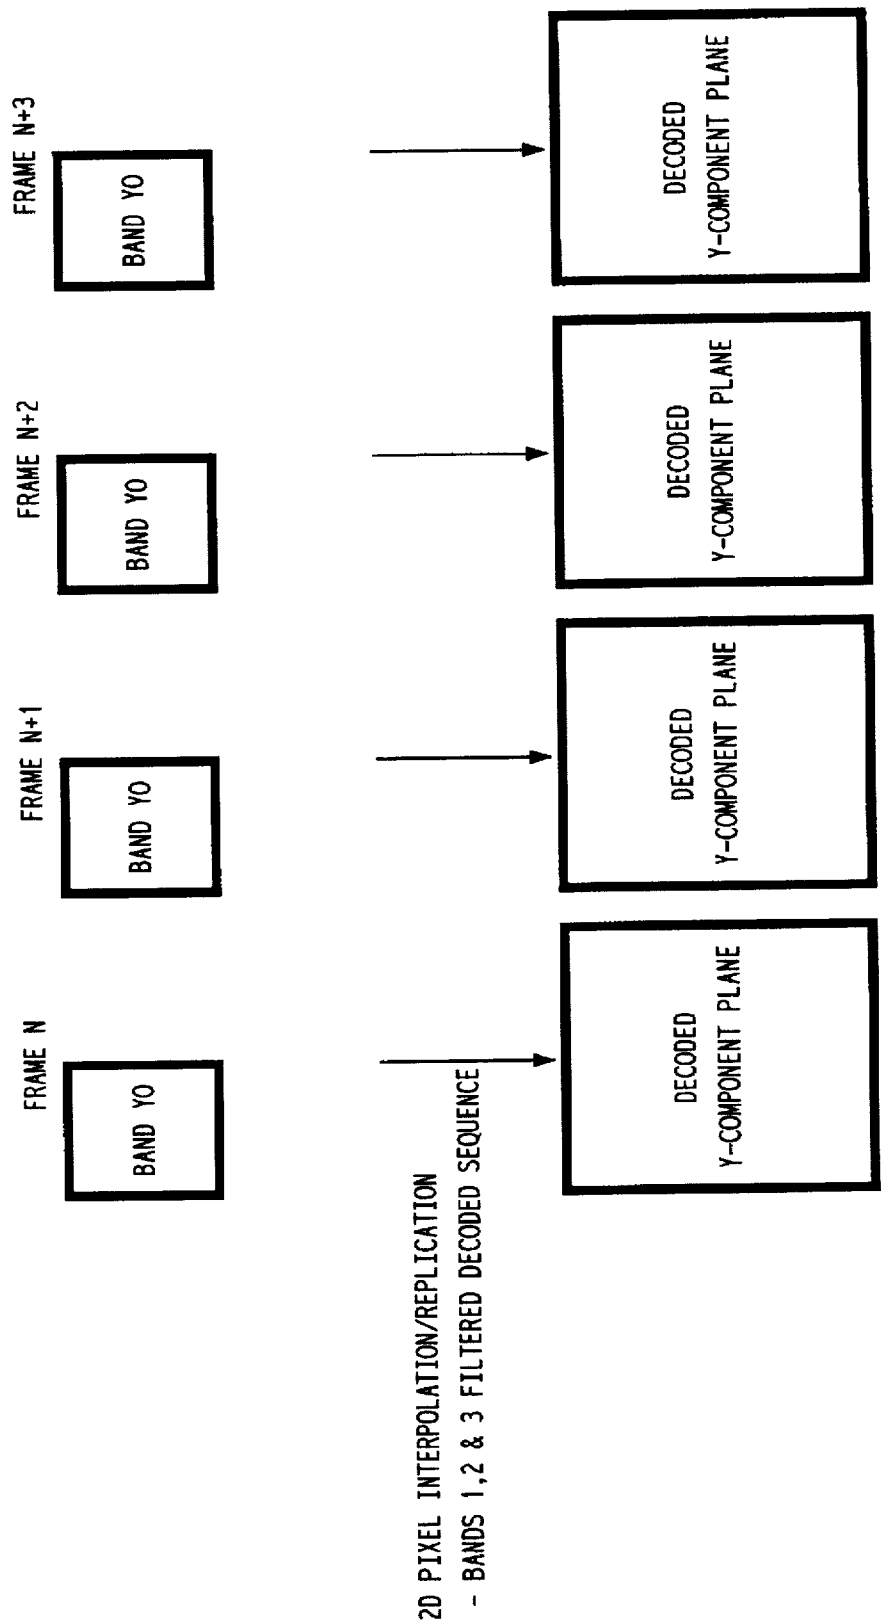 FRAME N
FRAME N+1
FRAME N+2
FRAME N+3
BAND YO
BAND YO
BAND YO
BAND YO
2D PIXEL INTERPOLATION/REPLICATION
- BANDS 1,2 & 3 FILTERED DECODED SEQUENCE
DECODED
Y-COMPONENT PLANE
DECODED
Y-COMPONENT PLANE
DECODED
Y-COMPONENT PLANE
DECODED
Y-COMPONENT PLANE